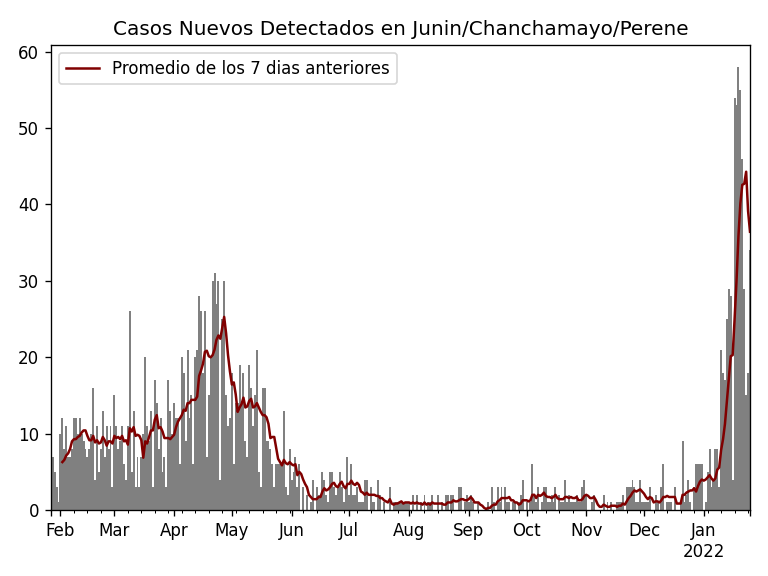 Casos Nuevos Detectados en Junin/Chanchamayo/Perene
Promedio de los 7 dias anteriores
60
50
40
30
20
10
0
Feb Mar Apr May Jun Jul Aug Sep Oct Nov Dec Jan
2022